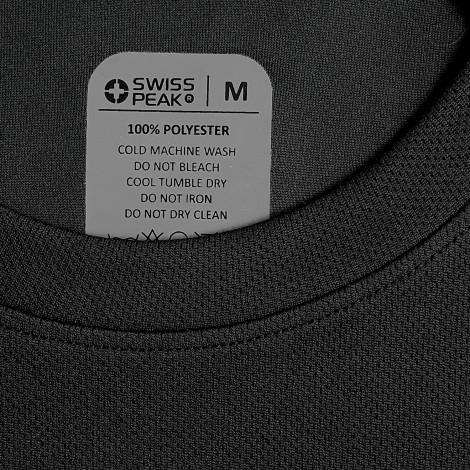 SWISS
PEAK® | M
100% POLYESTER
COLD MACHINE WASH
DO NOT BLEACH
COOL TUMBLE DRY
DO NOT IRON
DO NOT DRY CLEAN